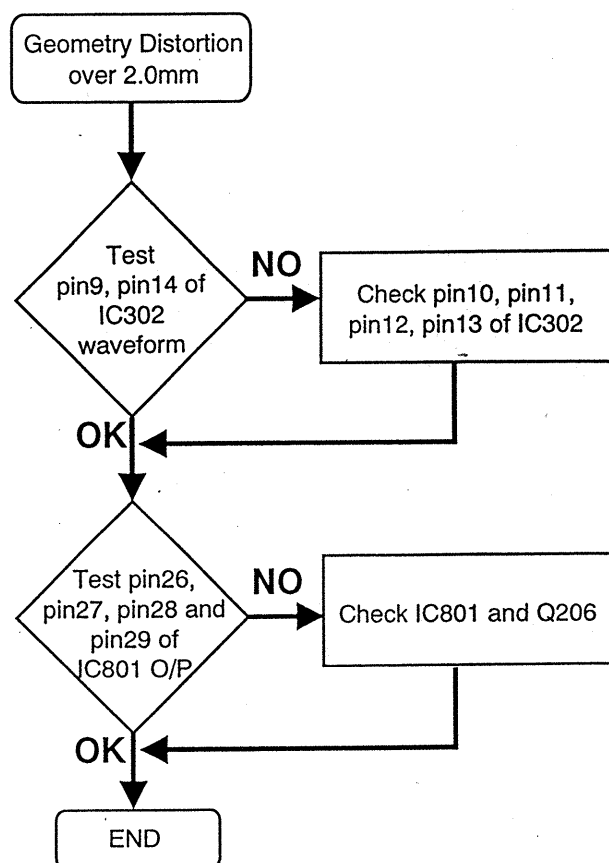 Geometry Distortion
over 2.0mm
Test
pin9, pin14 of
IC302
waveform
NO
Check pin10, pin11,
pin12, pin13 of IC302
OK
Test pin26,
pin27, pin28 and
pin29 of
IC801 O/P
NO
Check IC801 and Q206
OK
END